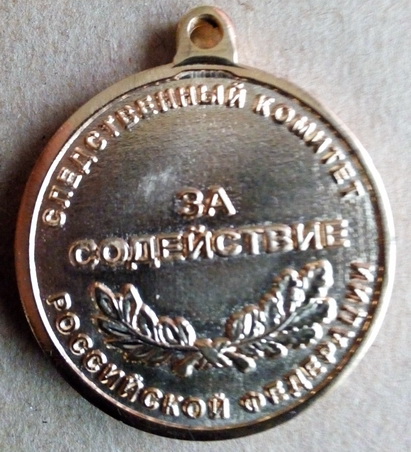 СЛЕДСТВЕННЫЙ КОМИТЕТ
ЗА
СОДЕЙСТВИЕ
РОССИЙСКОЙ ФЕДЕРАЦИИ